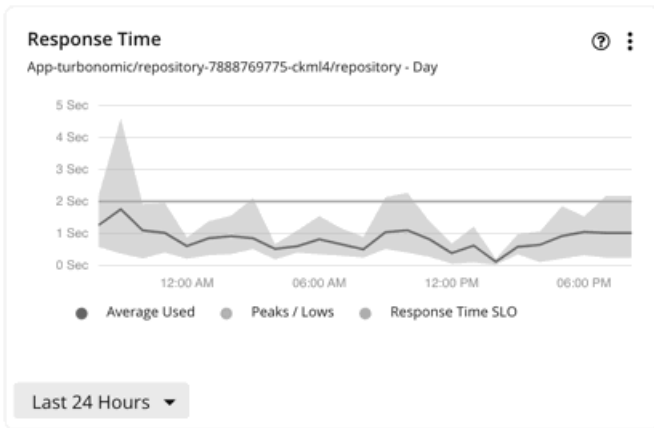 Response Time
App-turbonomic/repository-7888769775-ckml4/repository - Day
5 Sec
4 Sec
3 Sec
2 Sec
1 Sec
0 Sec
12:00 AM 06:00 AM 12:00 PM 06:00 PM
Average Used Peaks / Lows Response Time SLO
Last 24 Hours